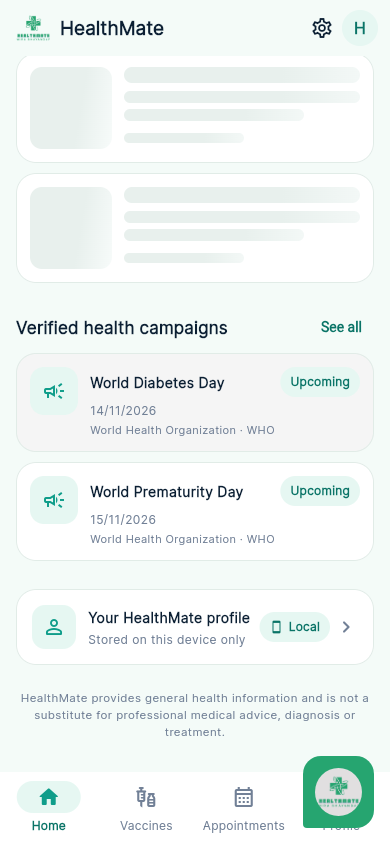 HealthMate
H
Verified health campaigns
See all
World Diabetes Day
Upcoming
14/11/2026
World Health Organization · WHO
World Prematurity Day
Upcoming
15/11/2026
World Health Organization · WHO
Your HealthMate profile
Stored on this device only
Local
HealthMate provides general health information and is not a
substitute for professional medical advice, diagnosis or
treatment.
Home
Vaccines
Appointments